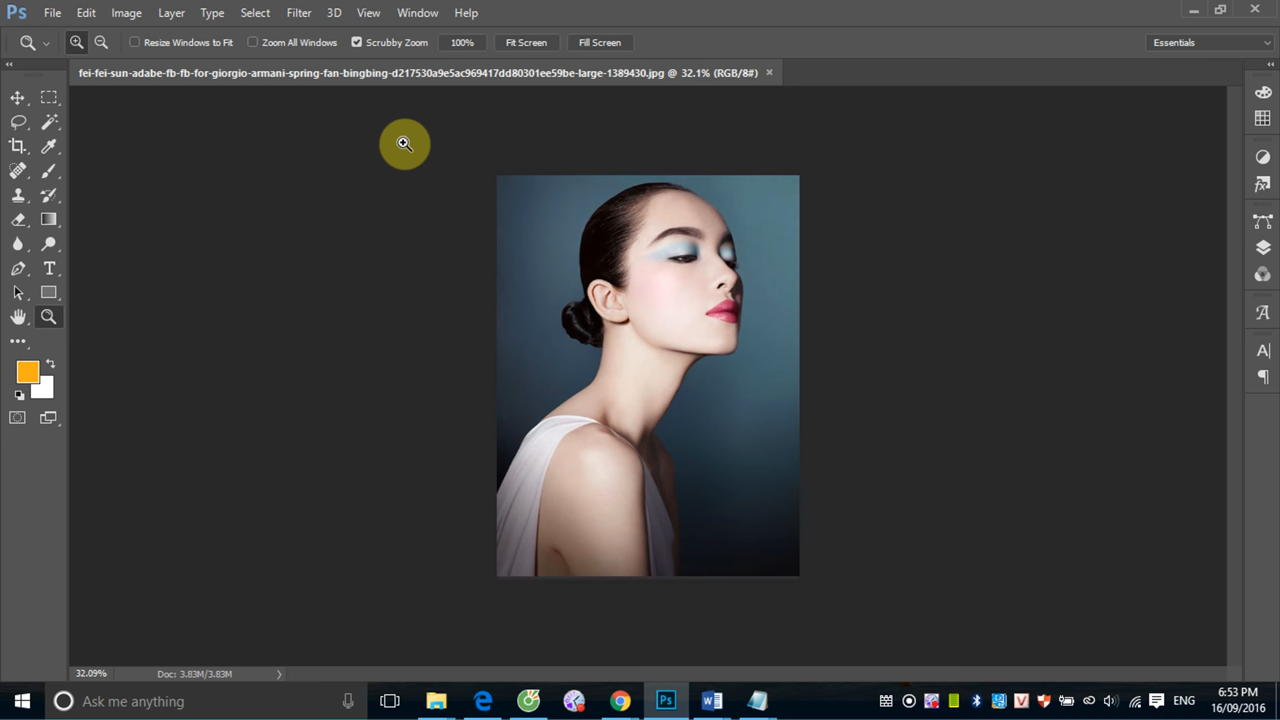 Ps File Edit Image Layer Type Select Filter 3D View Window Help
Resize Windows to Fit Zoom All Windows Scrubby Zoom 100% Fit Screen Fill Screen Essentials
fei-fei-sun-adabe-fb-fb-for-giorgio-armani-spring-fan-bingbing-d217530a9e5ac969417dd80301ee59be-large-1389430.jpg @ 32.1% (RGB/8#) ×
32.09% Doc: 3.83M/3.83M
Ask me anything
Ps
ENG
6:53 PM
16/09/2016